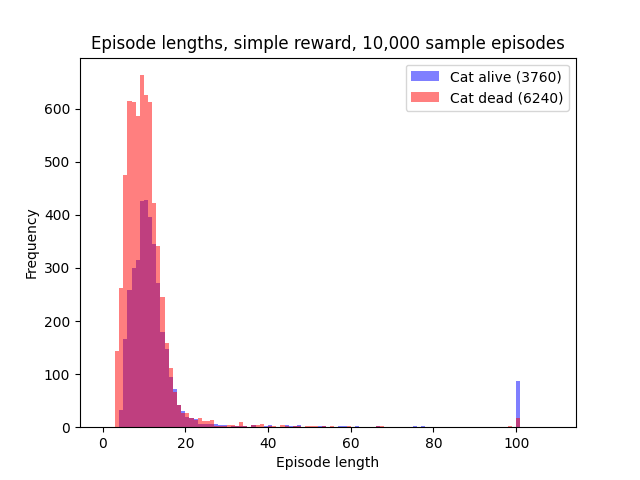 Episode lengths, simple reward, 10,000 sample episodes
Cat alive (3760)
Cat dead (6240)
Frequency
600
500
400
300
200
100
0
0 20 40 60 80 100
Episode length